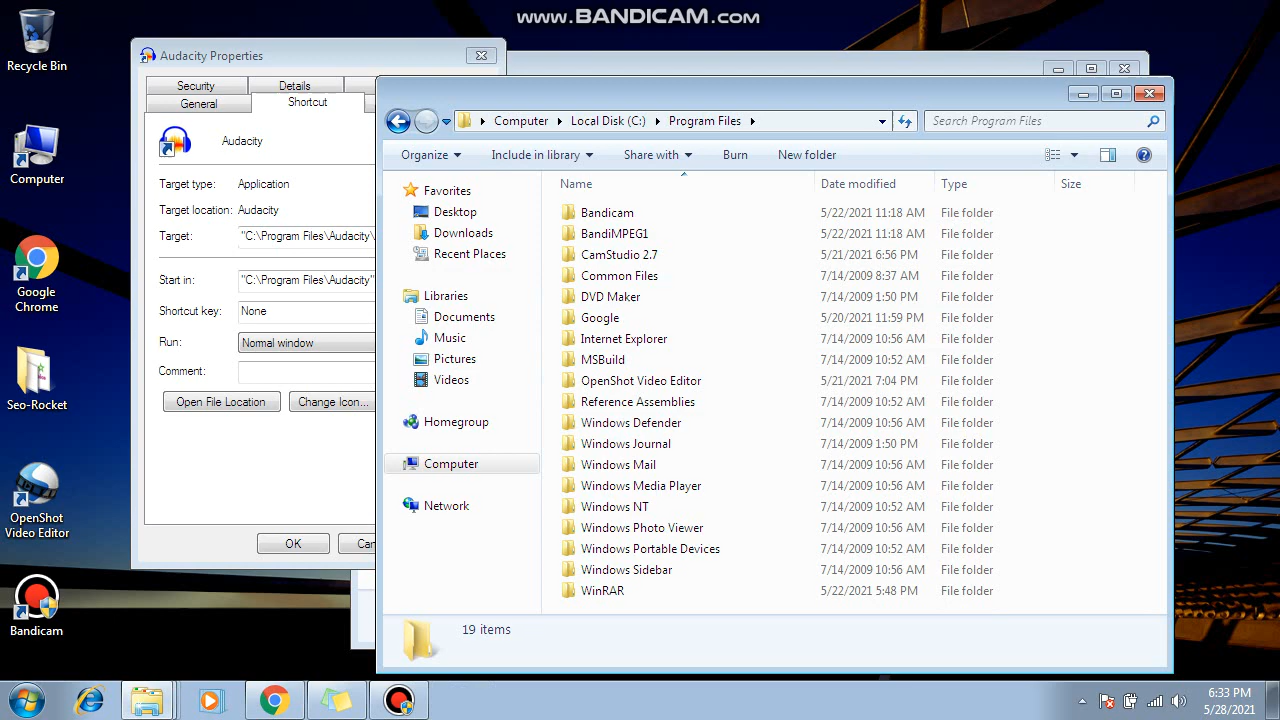 www.BANDICAM.com
Recycle Bin
Computer
Google
Chrome
Seo-Rocket
OpenShot
Video Editor
Bandicam
Audacity Properties
Security
Details
General
Shortcut
Audacity
Target type:
Application
Target location:
Audacity
Target:
"C:\Program Files\Audacity\
Start in:
"C:\Program Files\Audacity"
Shortcut key:
None
Run:
Normal window
Comment:
Open File Location
Change Icon...
OK
Can
Computer
Local Disk (C:)
Program Files
Search Program Files
Organize
Include in library
Share with
Burn
New folder
Favorites
Desktop
Downloads
Recent Places
Libraries
Documents
Music
Pictures
Videos
Homegroup
Computer
Network
Name Date modified Type Size
Bandicam 5/22/2021 11:18 AM File folder
BandiMPEG1 5/22/2021 11:18 AM File folder
CamStudio 2.7 5/21/2021 6:56 PM File folder
Common Files 7/14/2009 8:37 AM File folder
DVD Maker 7/14/2009 1:50 PM File folder
Google 5/20/2021 11:59 PM File folder
Internet Explorer 7/14/2009 10:56 AM File folder
MSBuild 7/14/2009 10:52 AM File folder
OpenShot Video Editor 5/21/2021 7:04 PM File folder
Reference Assemblies 7/14/2009 10:52 AM File folder
Windows Defender 7/14/2009 10:56 AM File folder
Windows Journal 7/14/2009 1:50 PM File folder
Windows Mail 7/14/2009 10:56 AM File folder
Windows Media Player 7/14/2009 10:56 AM File folder
Windows NT 7/14/2009 10:52 AM File folder
Windows Photo Viewer 7/14/2009 10:56 AM File folder
Windows Portable Devices 7/14/2009 10:52 AM File folder
Windows Sidebar 7/14/2009 10:56 AM File folder
WinRAR 5/22/2021 5:48 PM File folder
19 items
6:33 PM
5/28/2021